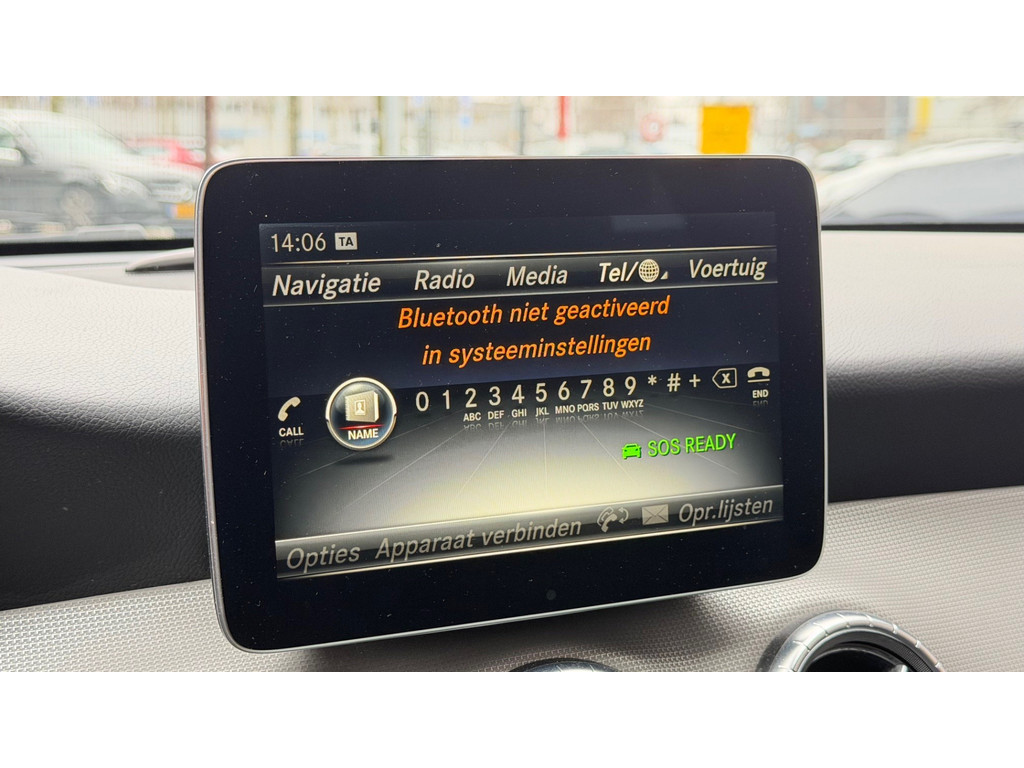 14:06 TA
Navigatie Radio Media Tel/ Voertuig
Bluetooth niet geactiveerd
in systeeminstellingen
0 1 2 3 4 5 6 7 8 9 * # +
ABC DEF GHI JKL MNO PQRS TUV WXYZ
CALL NAME END
SOS READY
Opties Apparaat verbinden Opr.lijsten